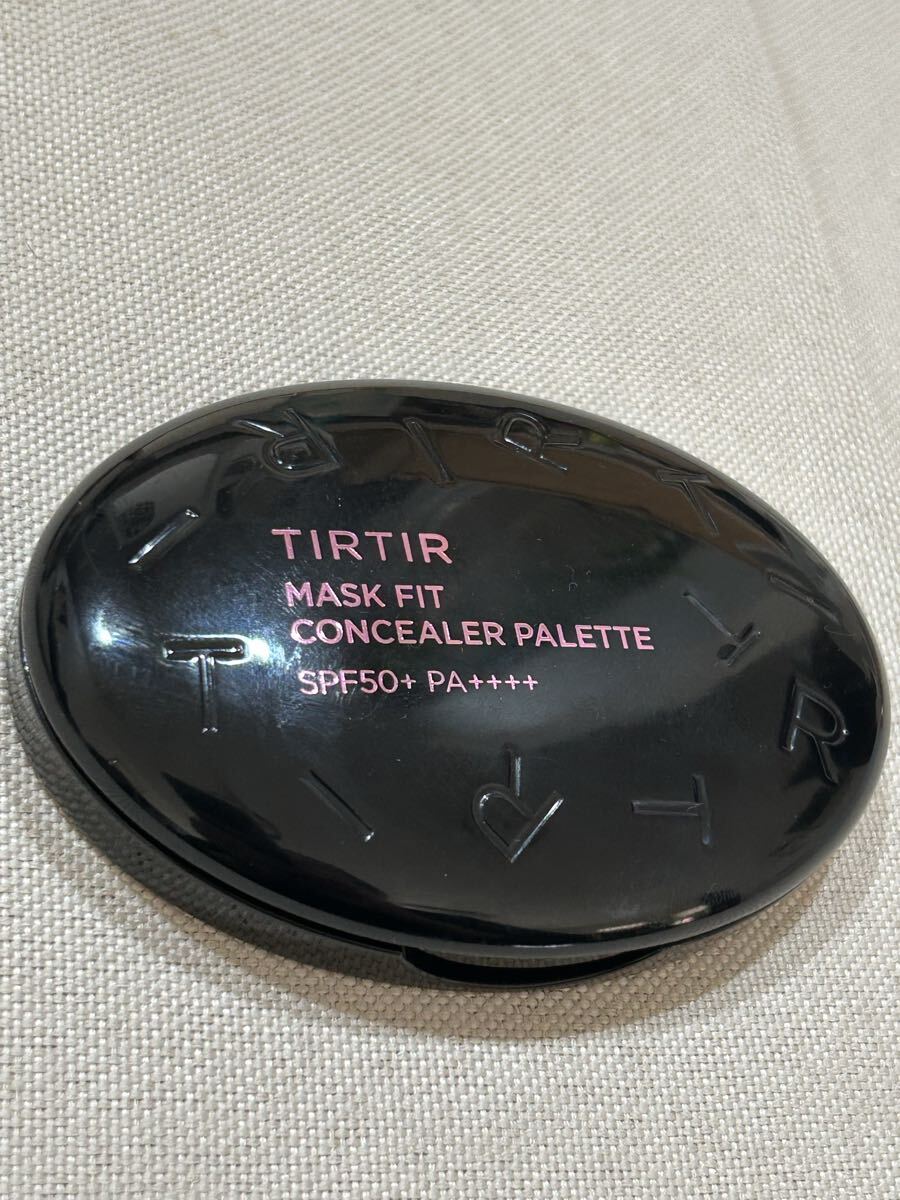 TIRTIR
MASK FIT
CONCEALER PALETTE
SPF50+ PA++++
T I R T I R T I R T I R